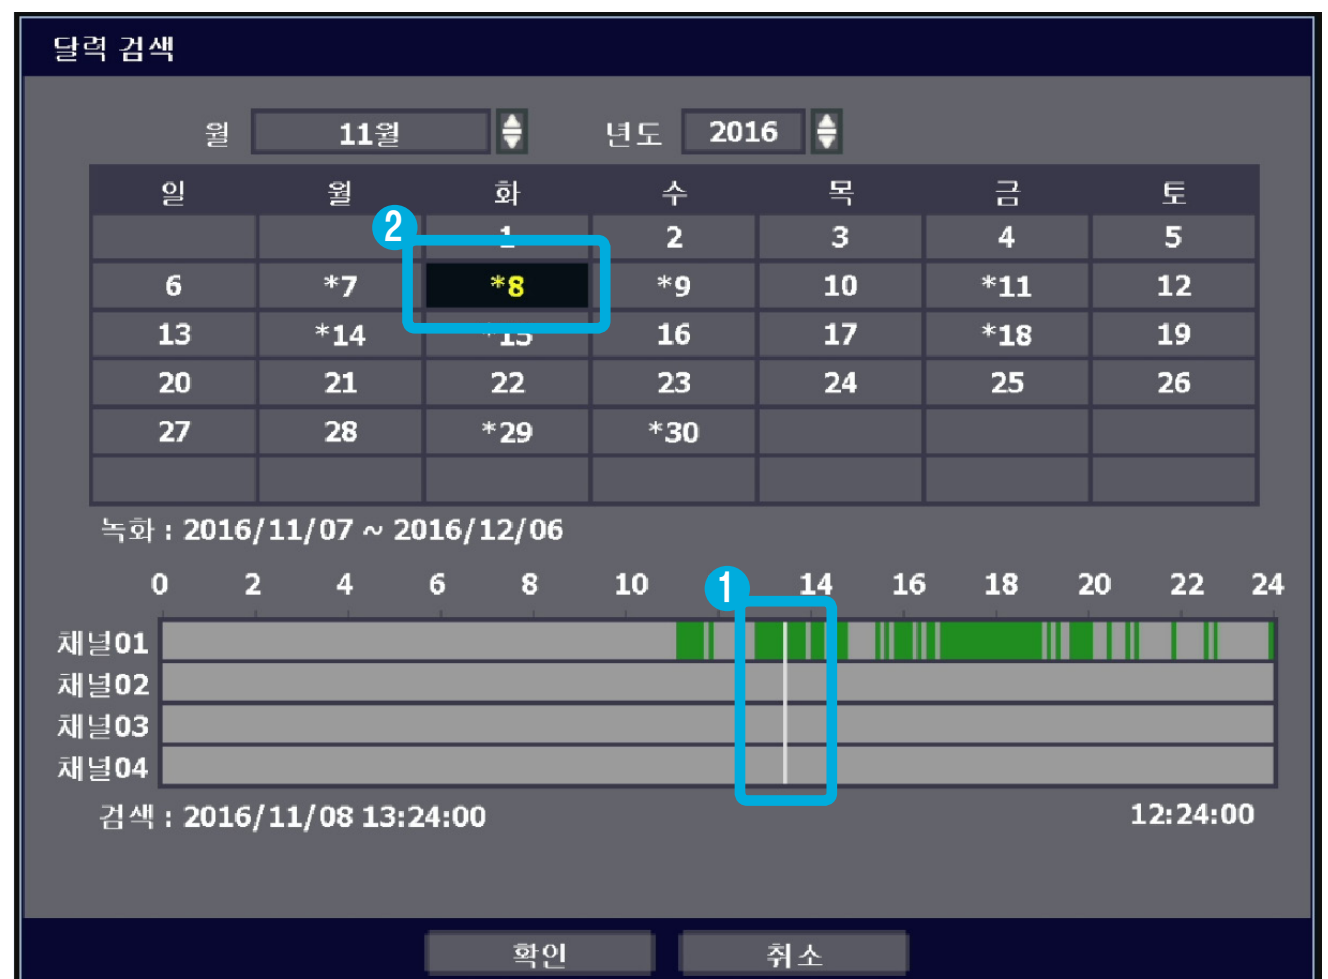 달력 검색
월 11월 년도 2016
일 월 화 수 목 금 토
1 2 3 4 5
2
6 *7 *8 *9 10 *11 12
13 *14 *15 16 17 *18 19
20 21 22 23 24 25 26
27 28 *29 *30
녹화 : 2016/11/07 ~ 2016/12/06
0 2 4 6 8 10 1 14 16 18 20 22 24
채널01
채널02
채널03
채널04
검색 : 2016/11/08 13:24:00 12:24:00
확인 취소